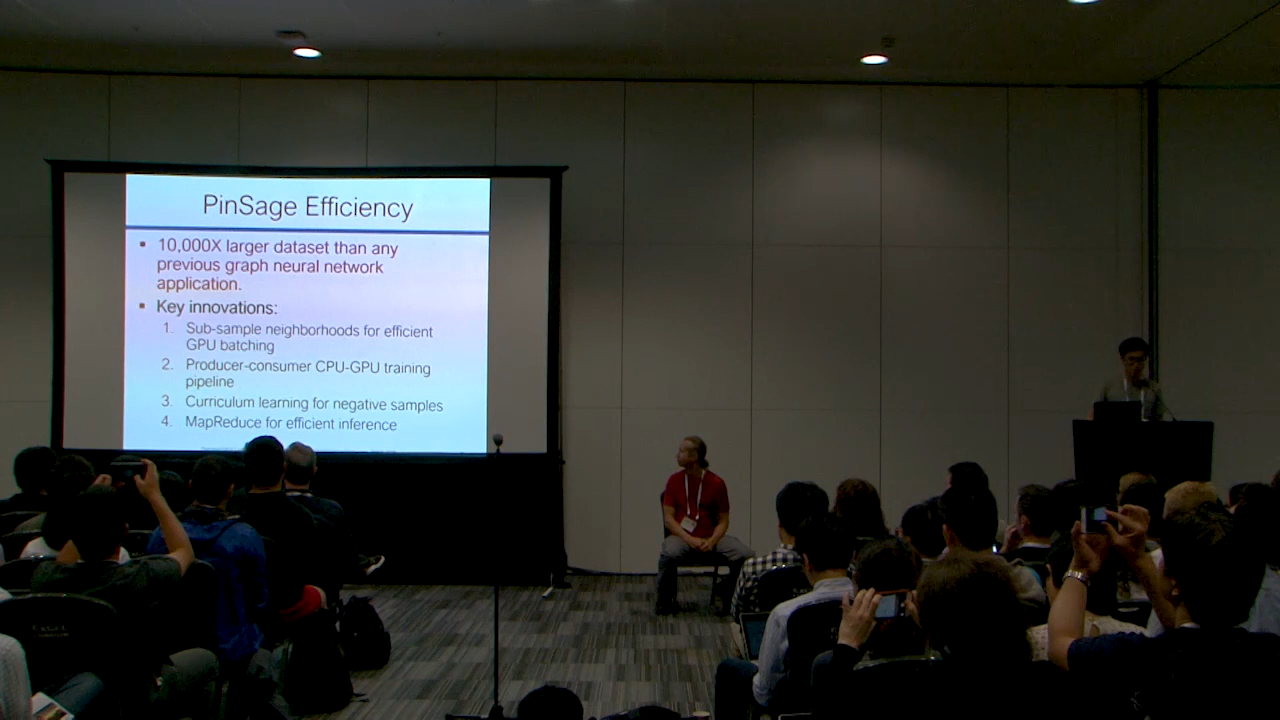 PinSage Efficiency
▪ 10,000X larger dataset than any
previous graph neural network
application.
▪ Key innovations:
1. Sub-sample neighborhoods for efficient
GPU batching
2. Producer-consumer CPU-GPU training
pipeline
3. Curriculum learning for negative samples
4. MapReduce for efficient inference